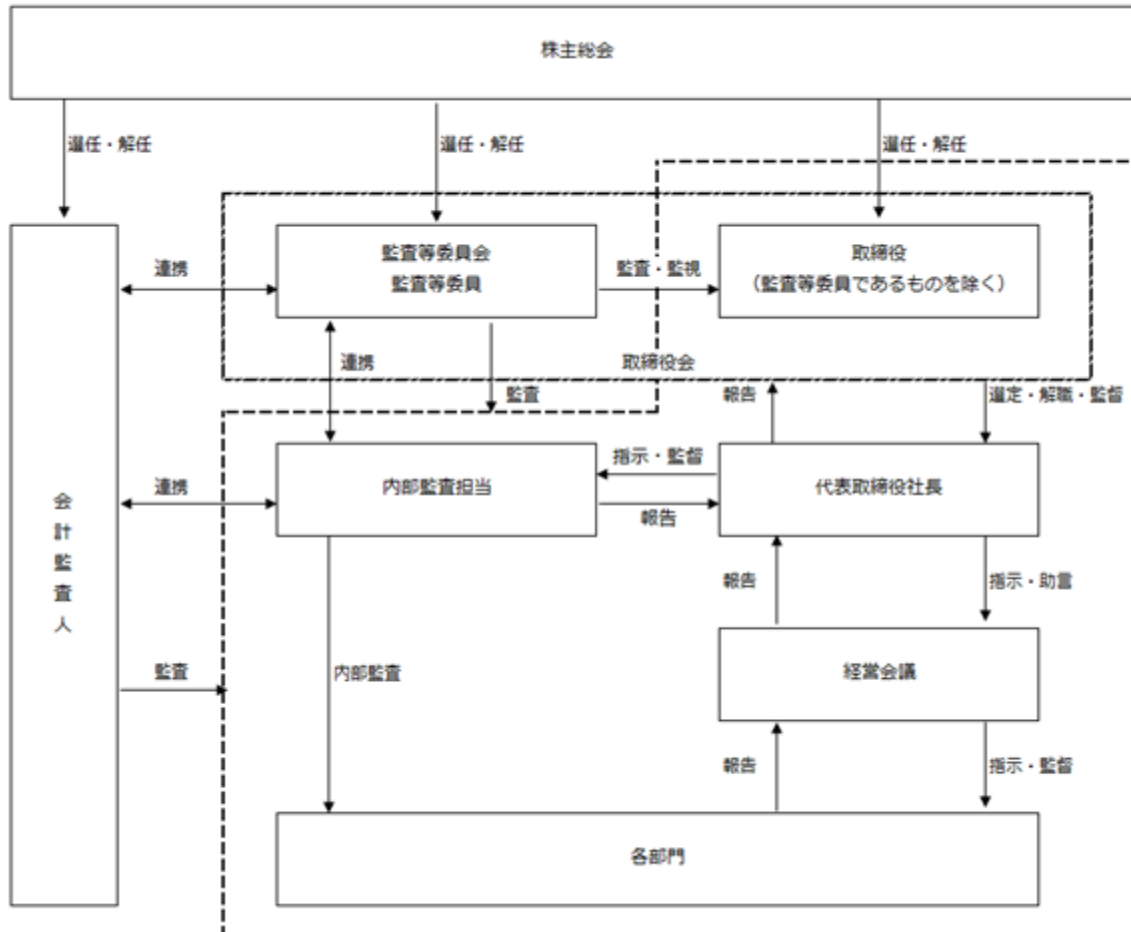 株主総会
選任・解任
選任・解任
選任・解任
監査等委員会
監査等委員
取締役
（監査等委員であるものを除く）
連携
監査・監視
連携
取締役会
監査
報告
選定・解職・監督
内部監査担当
指示・監督
代表取締役社長
連携
報告
会計監査人
報告
指示・助言
監査
内部監査
経営会議
報告
指示・監督
各部門